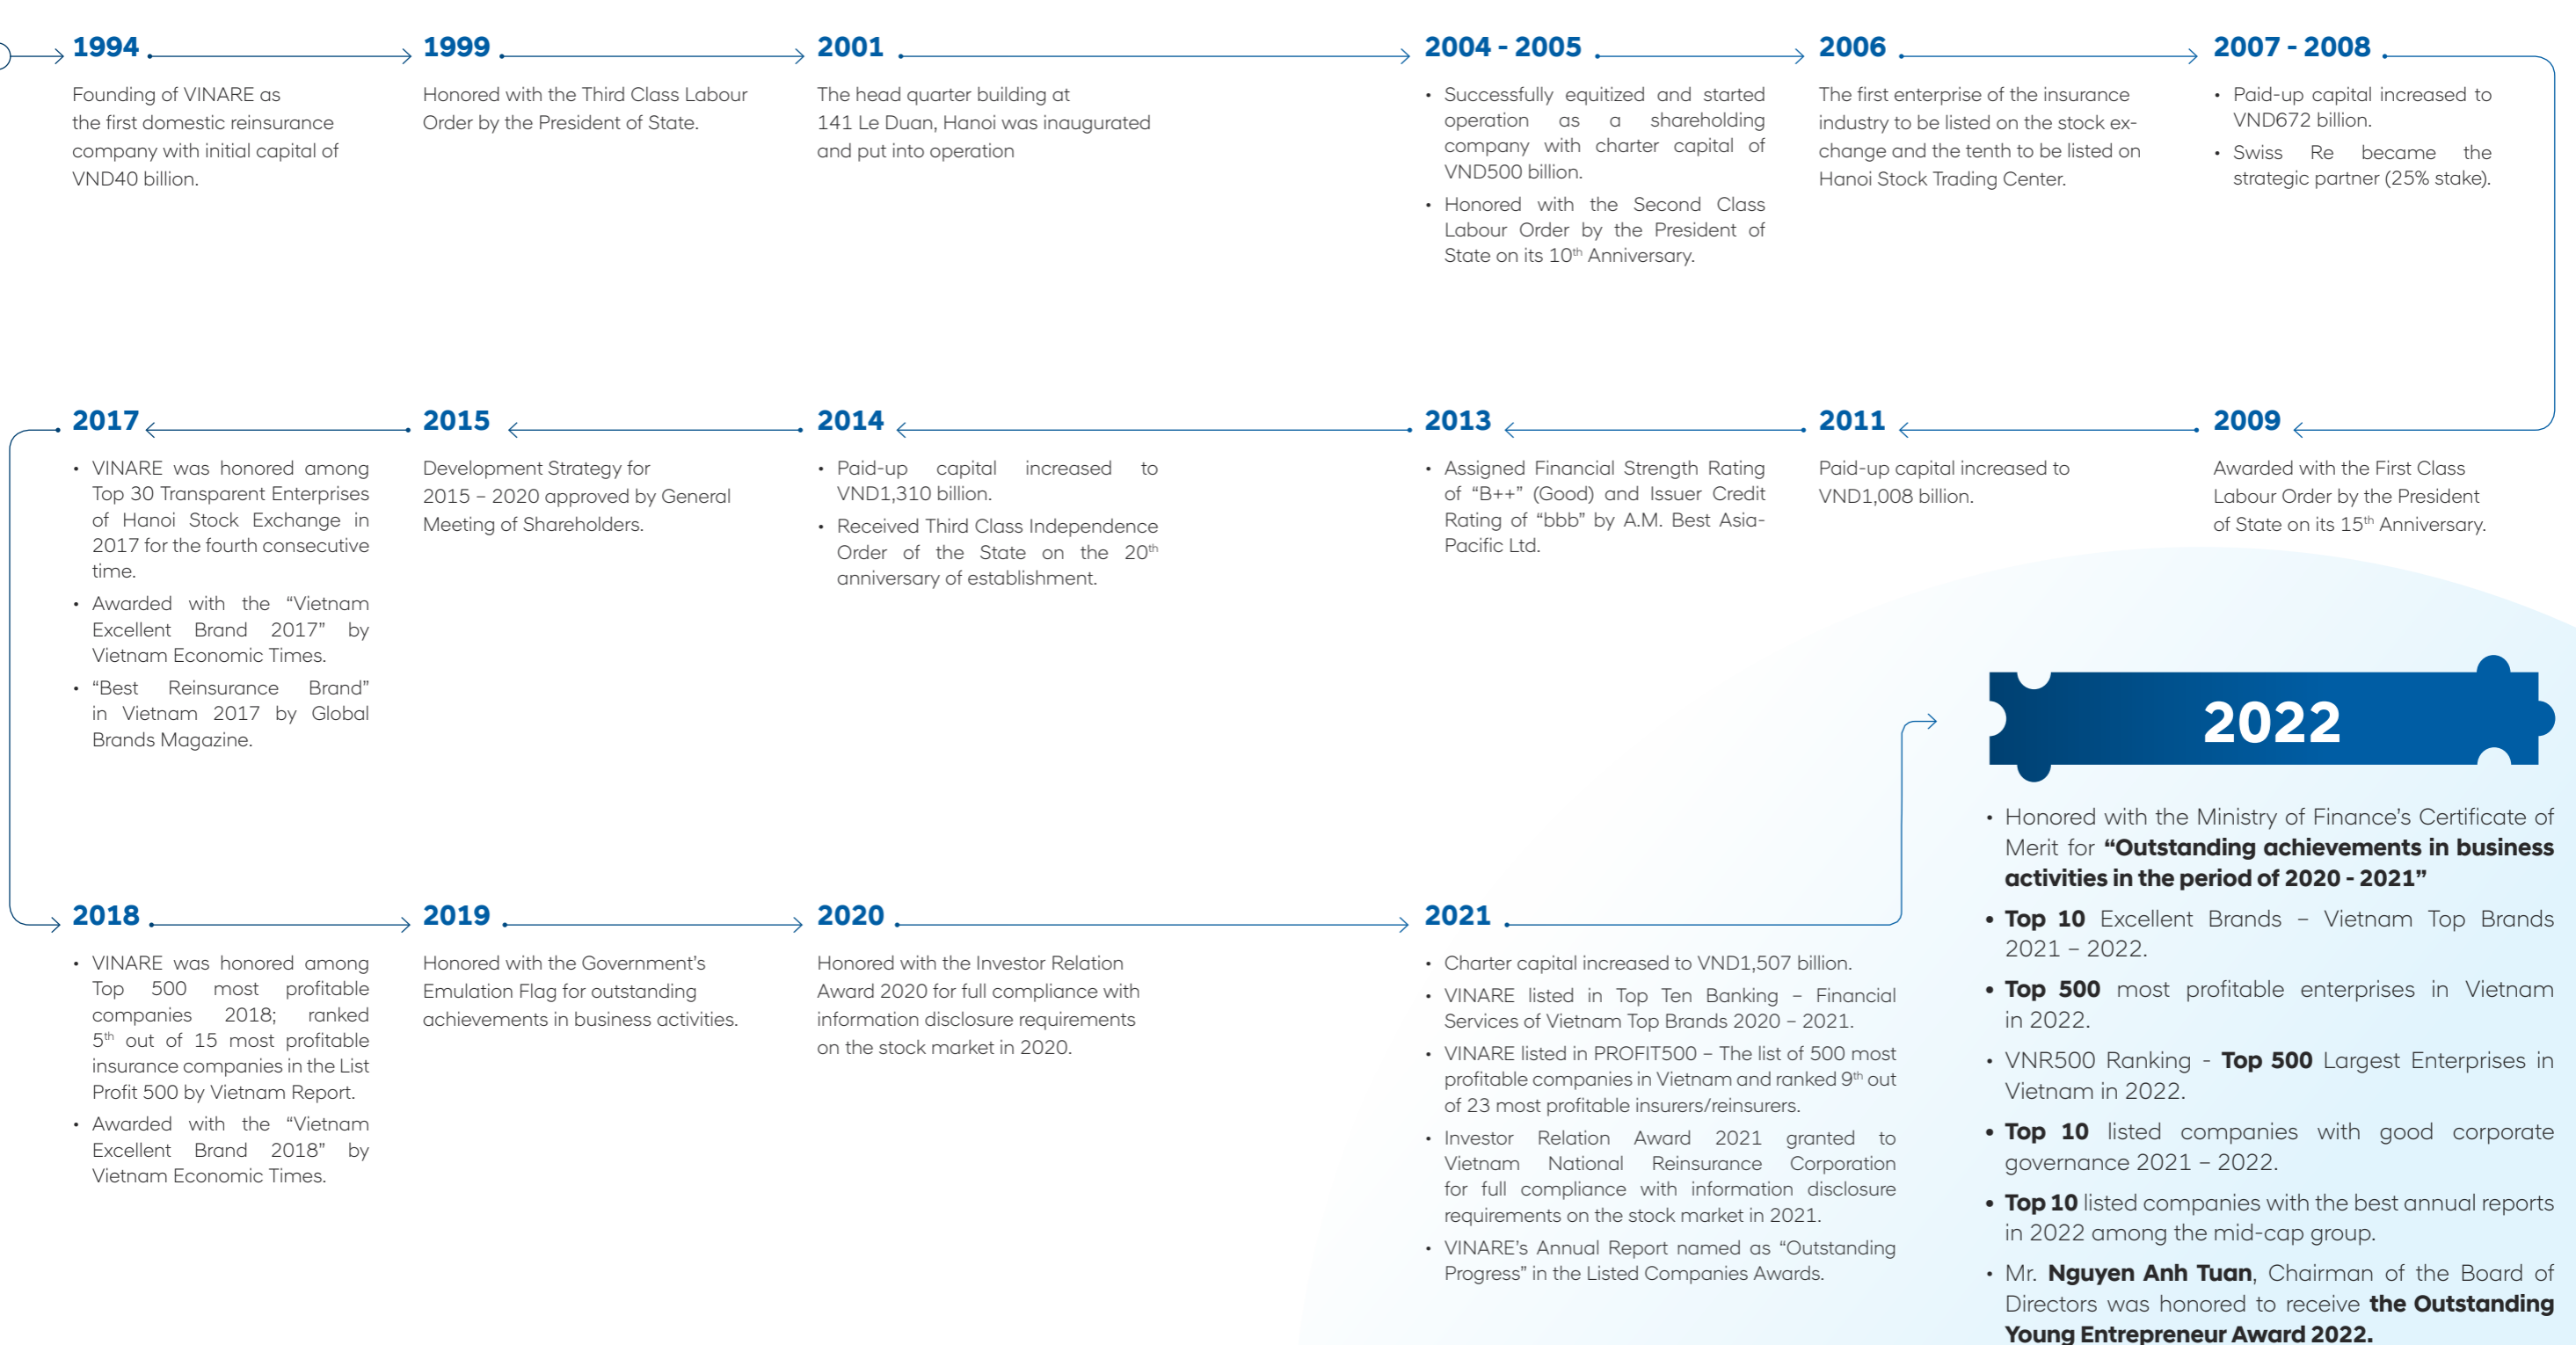 1994
Founding of VINARE as
the first domestic reinsurance
company with initial capital of
VND40 billion.
1999
Honored with the Third Class Labour
Order by the President of State.
2001
The head quarter building at
141 Le Duan, Hanoi was inaugurated
and put into operation
2004 - 2005
• Successfully equitized and started
operation as a shareholding
company with charter capital of
VND500 billion.
• Honored with the Second Class
Labour Order by the President of
State on its 10th Anniversary.
2006
The first enterprise of the insurance
industry to be listed on the stock ex-
change and the tenth to be listed on
Hanoi Stock Trading Center.
2007 - 2008
• Paid-up capital increased to
VND672 billion.
• Swiss Re became the
strategic partner (25% stake).
2009
Awarded with the First Class
Labour Order by the President
of State on its 15th Anniversary.
2011
Paid-up capital increased to
VND1,008 billion.
2013
• Assigned Financial Strength Rating
of “B++” (Good) and Issuer Credit
Rating of “bbb” by A.M. Best Asia-
Pacific Ltd.
2014
• Paid-up capital increased to
VND1,310 billion.
• Received Third Class Independence
Order of the State on the 20th
anniversary of establishment.
2015
Development Strategy for
2015 – 2020 approved by General
Meeting of Shareholders.
2017
• VINARE was honored among
Top 30 Transparent Enterprises
of Hanoi Stock Exchange in
2017 for the fourth consecutive
time.
• Awarded with the “Vietnam
Excellent Brand 2017” by
Vietnam Economic Times.
• “Best Reinsurance Brand”
in Vietnam 2017 by Global
Brands Magazine.
2018
• VINARE was honored among
Top 500 most profitable
companies 2018; ranked
5th out of 15 most profitable
insurance companies in the List
Profit 500 by Vietnam Report.
• Awarded with the “Vietnam
Excellent Brand 2018” by
Vietnam Economic Times.
2019
Honored with the Government’s
Emulation Flag for outstanding
achievements in business activities.
2020
Honored with the Investor Relation
Award 2020 for full compliance with
information disclosure requirements
on the stock market in 2020.
2021
• Charter capital increased to VND1,507 billion.
• VINARE listed in Top Ten Banking – Financial
Services of Vietnam Top Brands 2020 – 2021.
• VINARE listed in PROFIT500 – The list of 500 most
profitable companies in Vietnam and ranked 9th out
of 23 most profitable insurers/reinsurers.
• Investor Relation Award 2021 granted to
Vietnam National Reinsurance Corporation
for full compliance with information disclosure
requirements on the stock market in 2021.
• VINARE’s Annual Report named as “Outstanding
Progress” in the Listed Companies Awards.
2022
• Honored with the Ministry of Finance’s Certificate of
Merit for “Outstanding achievements in business
activities in the period of 2020 - 2021”
• Top 10 Excellent Brands – Vietnam Top Brands
2021 – 2022.
• Top 500 most profitable enterprises in Vietnam
in 2022.
• VNR500 Ranking - Top 500 Largest Enterprises in
Vietnam in 2022.
• Top 10 listed companies with good corporate
governance 2021 – 2022.
• Top 10 listed companies with the best annual reports
in 2022 among the mid-cap group.
• Mr. Nguyen Anh Tuan, Chairman of the Board of
Directors was honored to receive the Outstanding
Young Entrepreneur Award 2022.